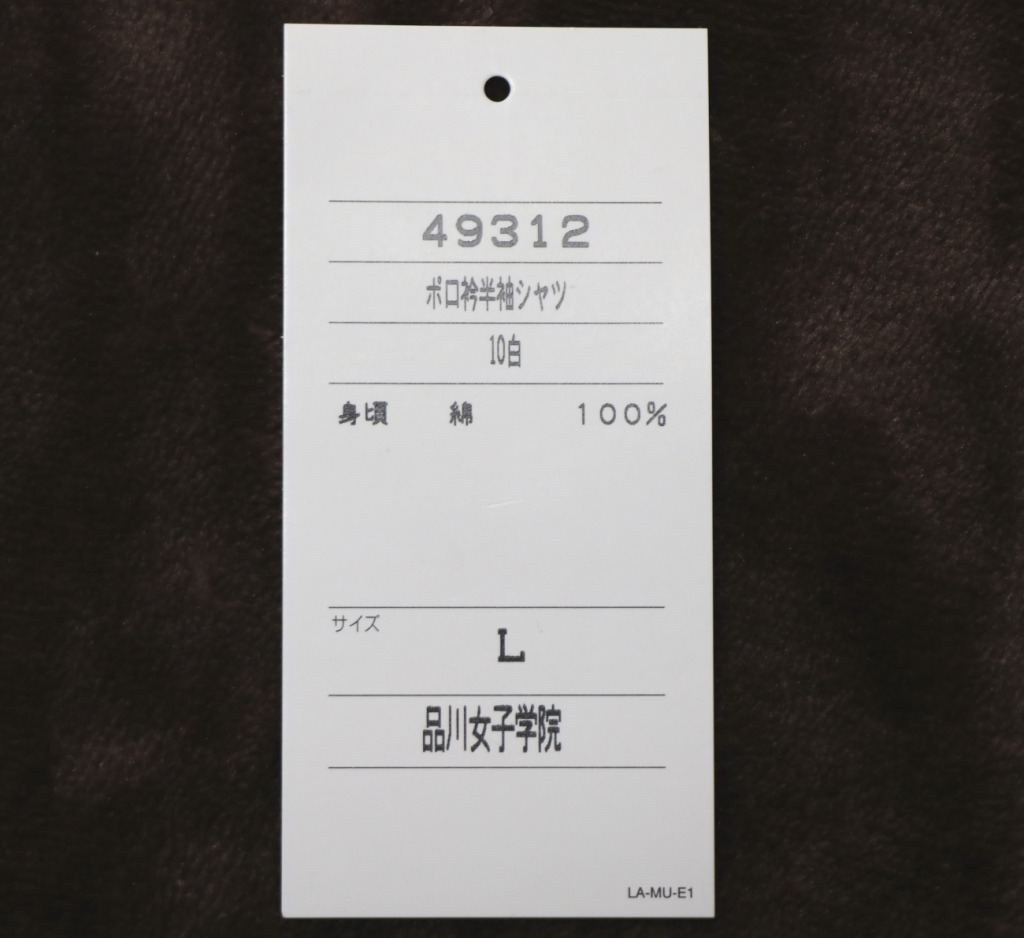 49312
ポロ衿半袖シャツ
10白
身頃 綿 100%
サイズ
L
品川女子学院
LA-MU-E1